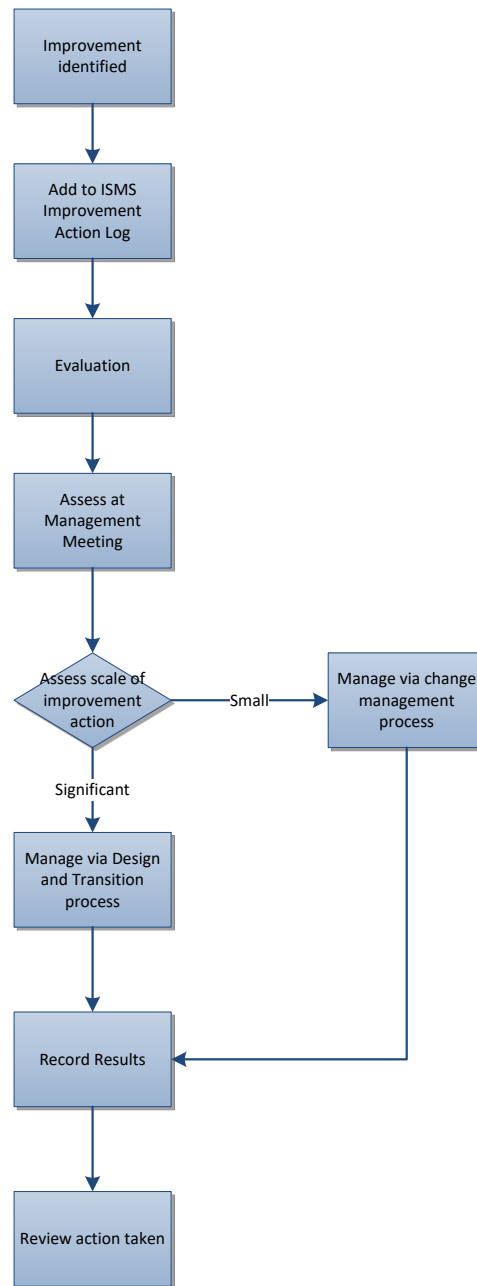 Improvement
identified
Add to ISMS
Improvement
Action Log
Evaluation
Assess at
Management
Meeting
Assess scale of
improvement
action
Small
Manage via change
management
process
Significant
Manage via Design
and Transition
process
Record Results
Review action taken